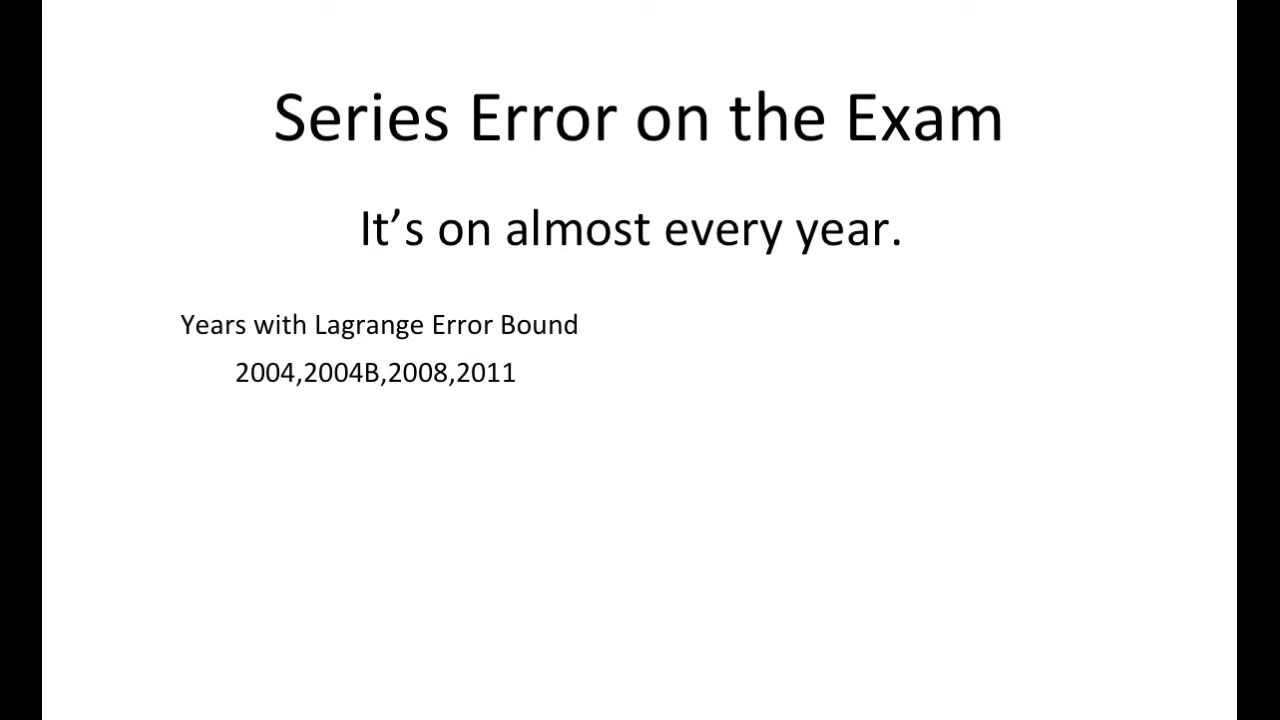 Series Error on the Exam
It’s on almost every year.
Years with Lagrange Error Bound
2004,2004B,2008,2011